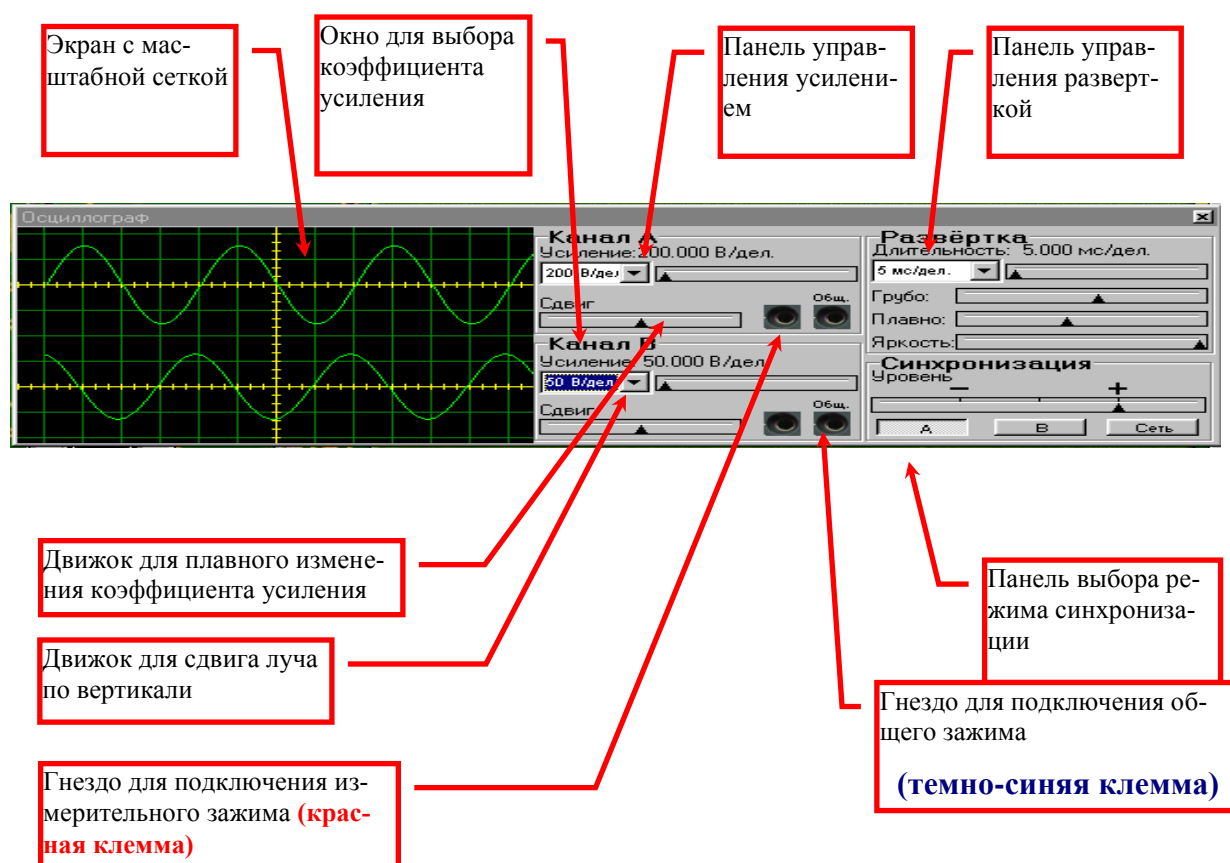 Экран с мас-
штабной сеткой
Окно для выбора
коэффициента
усиления
Панель управ-
ления усилени-
ем
Панель управ-
ления разверт-
кой
Осциллограф
Канал А
Усиление:200.000 В/дел.
200 В/дел
Сдвиг
Общ.
Канал В
Усиление: 50.000 В/дел
50 В/дел
Сдвиг
Общ.
Развёртка
Длительность: 5.000 мс/дел.
5 мс/дел.
Грубо:
Плавно:
Яркость:
Синхронизация
Уровень
− +
А В Сеть
Движок для плавного измене-
ния коэффициента усиления
Движок для сдвига луча
по вертикали
Гнездо для подключения из-
мерительного зажима (крас-
ная клемма)
Панель выбора ре-
жима синхрониза-
ции
Гнездо для подключения об-
щего зажима
(темно-синяя клемма)